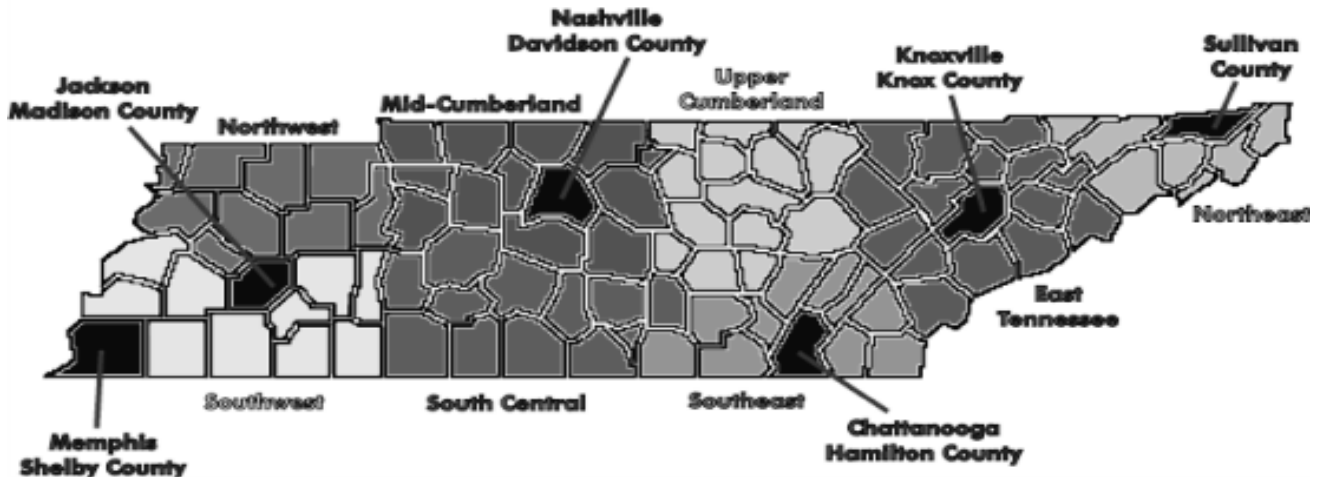 Nashville
Davidson County
Jackson
Madison County
Northwest
Mid-Cumberland
Upper
Cumberland
Knoxville
Knox County
Sullivan
County
Northeast
East
Tennessee
Southwest
South Central
Southeast
Memphis
Shelby County
Chattanooga
Hamilton County